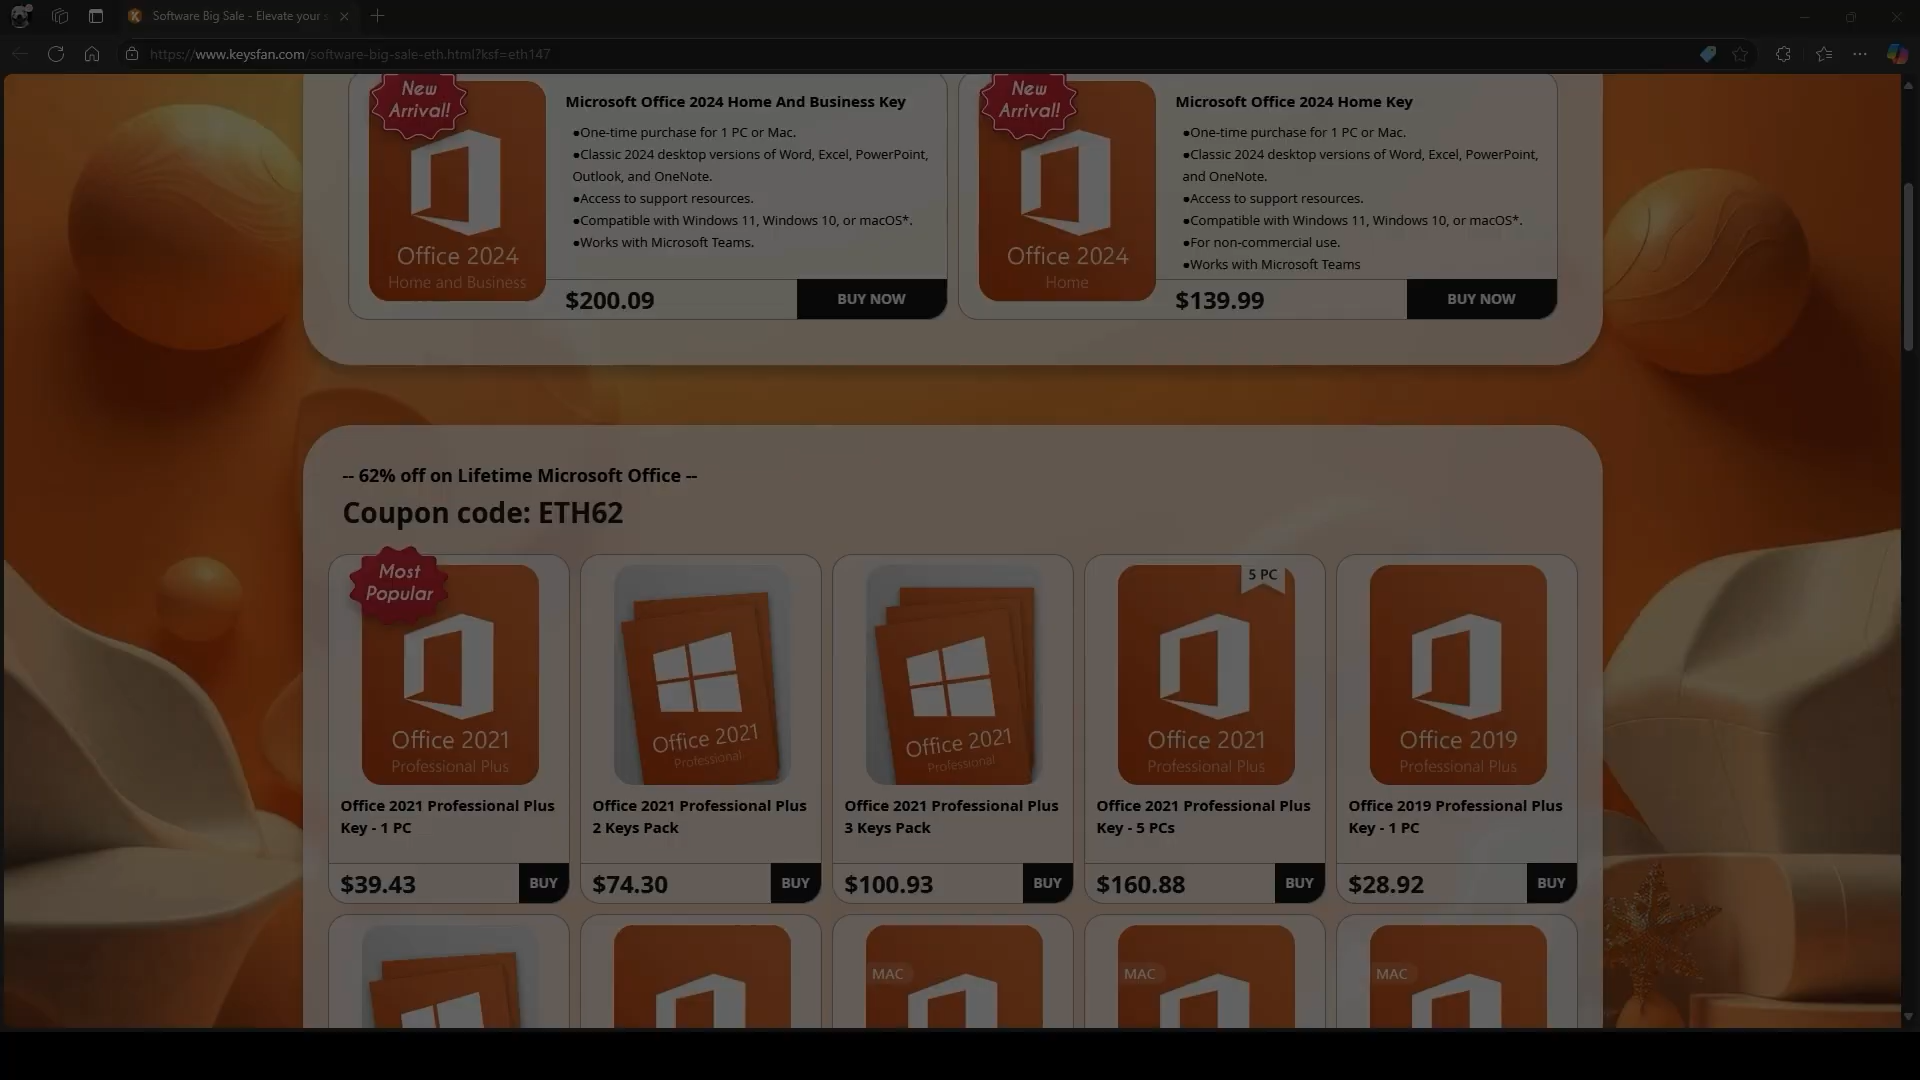 Software Big Sale - Elevate your s
https://www.keysfan.com/software-big-sale-eth.html?ksf=eth147
New
Arrival!
Office 2024
Home and Business
Microsoft Office 2024 Home And Business Key
●One-time purchase for 1 PC or Mac.
●Classic 2024 desktop versions of Word, Excel, PowerPoint,
Outlook, and OneNote.
●Access to support resources.
●Compatible with Windows 11, Windows 10, or macOS*.
●Works with Microsoft Teams.
$200.09
BUY NOW
New
Arrival!
Office 2024
Home
Microsoft Office 2024 Home Key
●One-time purchase for 1 PC or Mac.
●Classic 2024 desktop versions of Word, Excel, PowerPoint,
and OneNote.
●Access to support resources.
●Compatible with Windows 11, Windows 10, or macOS*.
●For non-commercial use.
●Works with Microsoft Teams
$139.99
BUY NOW
-- 62% off on Lifetime Microsoft Office --
Coupon code: ETH62
Most
Popular
Office 2021
Professional Plus
Office 2021 Professional Plus
Key - 1 PC
$39.43
BUY
Office 2021
Professional
Office 2021 Professional Plus
2 Keys Pack
$74.30
BUY
Office 2021
Professional
Office 2021 Professional Plus
3 Keys Pack
$100.93
BUY
5 PC
Office 2021
Professional Plus
Office 2021 Professional Plus
Key - 5 PCs
$160.88
BUY
Office 2019
Professional Plus
Office 2019 Professional Plus
Key - 1 PC
$28.92
BUY
MAC
MAC
MAC